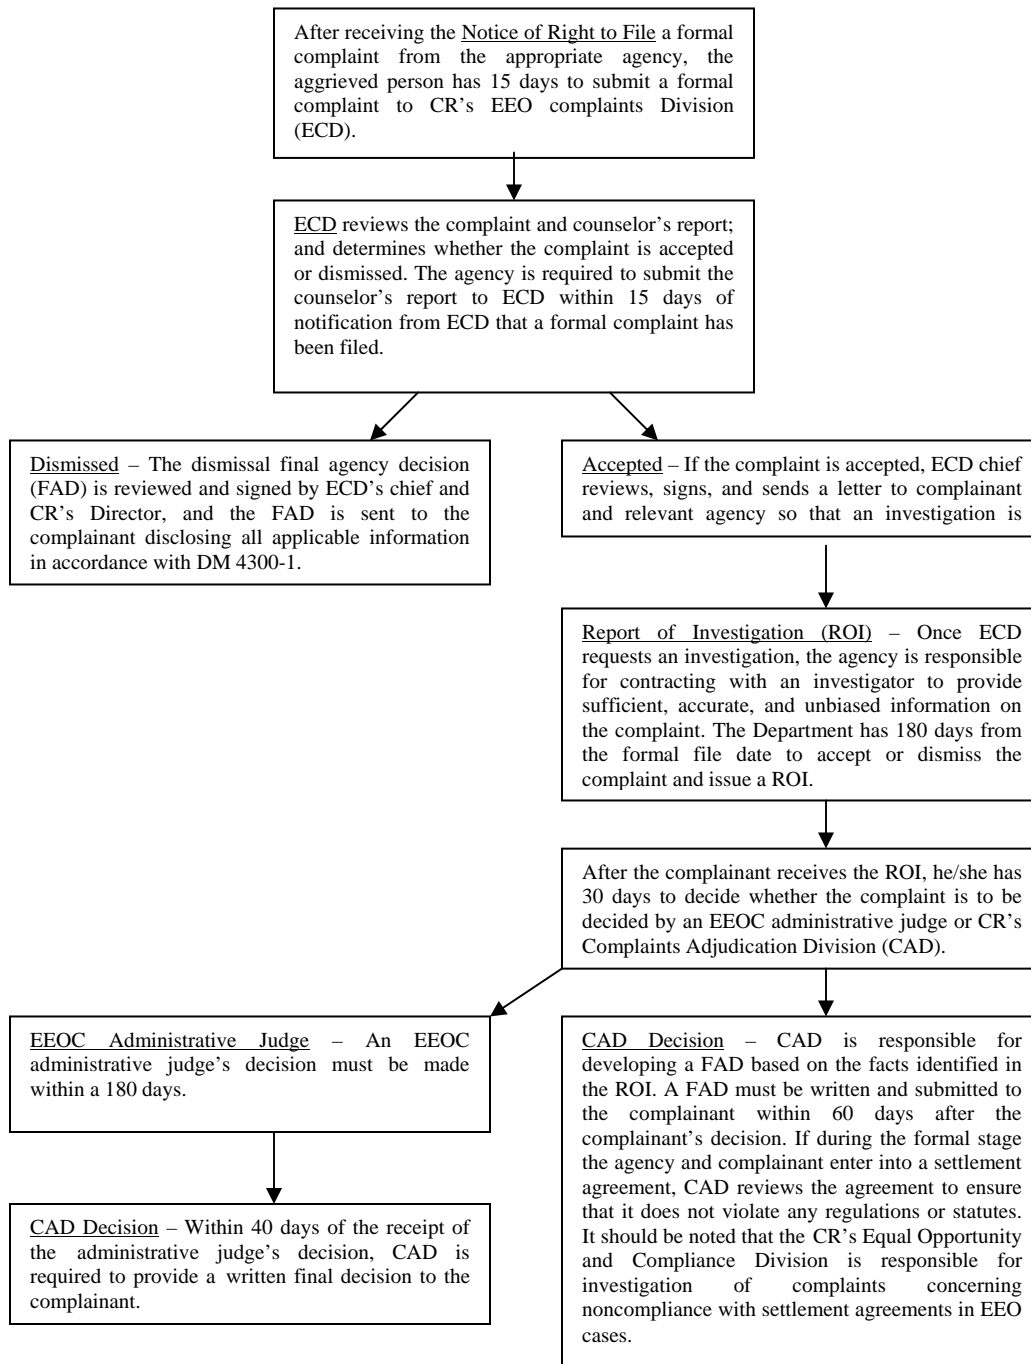 After receiving the Notice of Right to File a formal
complaint from the appropriate agency, the
aggrieved person has 15 days to submit a formal
complaint to CR’s EEO complaints Division
(ECD).
ECD reviews the complaint and counselor’s report;
and determines whether the complaint is accepted
or dismissed. The agency is required to submit the
counselor’s report to ECD within 15 days of
notification from ECD that a formal complaint has
been filed.
Dismissed – The dismissal final agency decision
(FAD) is reviewed and signed by ECD’s chief and
CR’s Director, and the FAD is sent to the
complainant disclosing all applicable information
in accordance with DM 4300-1.
Accepted – If the complaint is accepted, ECD chief
reviews, signs, and sends a letter to complainant
and relevant agency so that an investigation is
Report of Investigation (ROI) – Once ECD
requests an investigation, the agency is responsible
for contracting with an investigator to provide
sufficient, accurate, and unbiased information on
the complaint. The Department has 180 days from
the formal file date to accept or dismiss the
complaint and issue a ROI.
After the complainant receives the ROI, he/she has
30 days to decide whether the complaint is to be
decided by an EEOC administrative judge or CR’s
Complaints Adjudication Division (CAD).
EEOC Administrative Judge – An EEOC
administrative judge’s decision must be made
within a 180 days.
CAD Decision – Within 40 days of the receipt of
the administrative judge’s decision, CAD is
required to provide a written final decision to the
complainant.
CAD Decision – CAD is responsible for
developing a FAD based on the facts identified in
the ROI. A FAD must be written and submitted to
the complainant within 60 days after the
complainant’s decision. If during the formal stage
the agency and complainant enter into a settlement
agreement, CAD reviews the agreement to ensure
that it does not violate any regulations or statutes.
It should be noted that the CR’s Equal Opportunity
and Compliance Division is responsible for
investigation of complaints concerning
noncompliance with settlement agreements in EEO
cases.